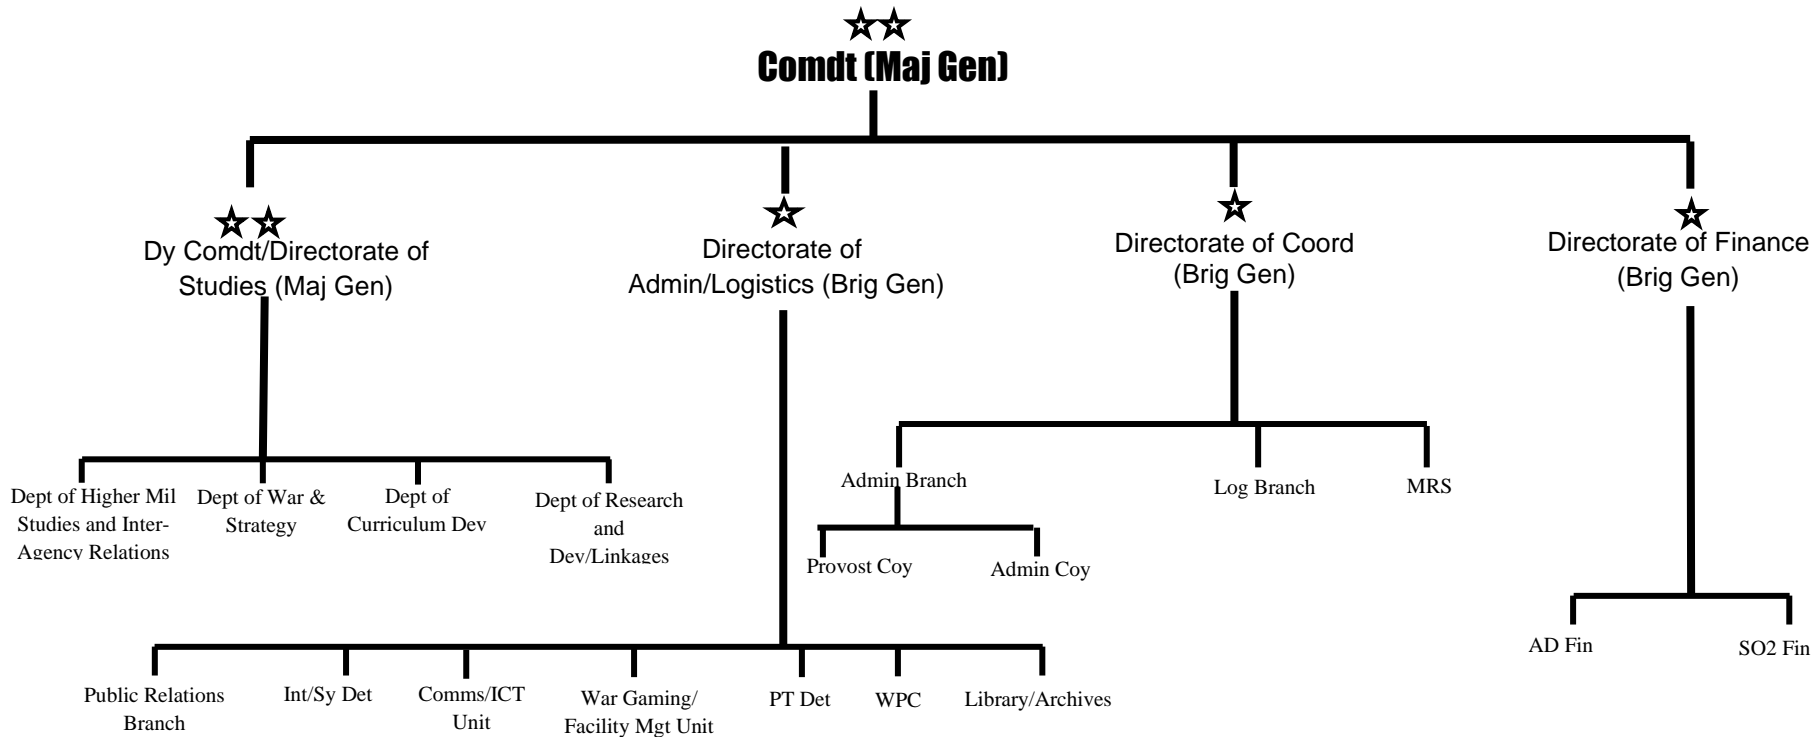 Comdt (Maj Gen)
Dy Comdt/Directorate of
Studies (Maj Gen)
Directorate of
Admin/Logistics (Brig Gen)
Directorate of Coord
(Brig Gen)
Directorate of Finance
(Brig Gen)
Dept of Higher Mil
Studies and Inter-
Agency Relations
Dept of War &
Strategy
Dept of
Curriculum Dev
Dept of Research
and
Dev/Linkages
Admin Branch
Log Branch
MRS
Provost Coy
Admin Coy
AD Fin
SO2 Fin
Public Relations
Branch
Int/Sy Det
Comms/ICT
Unit
War Gaming/
Facility Mgt Unit
PT Det
WPC
Library/Archives